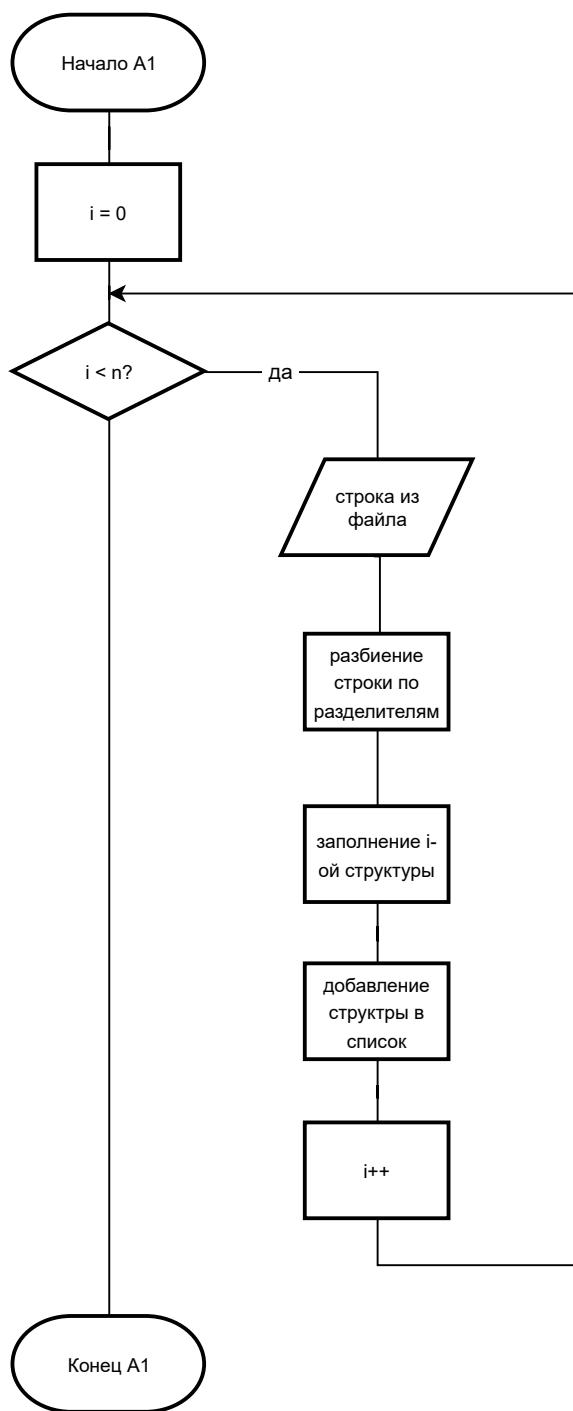 Начало А1
i = 0
i < n?
да
строка из
файла
разбиение
строки по
разделителям
заполнение i-
ой структуры
добавление
структры в
список
i++
Конец А1